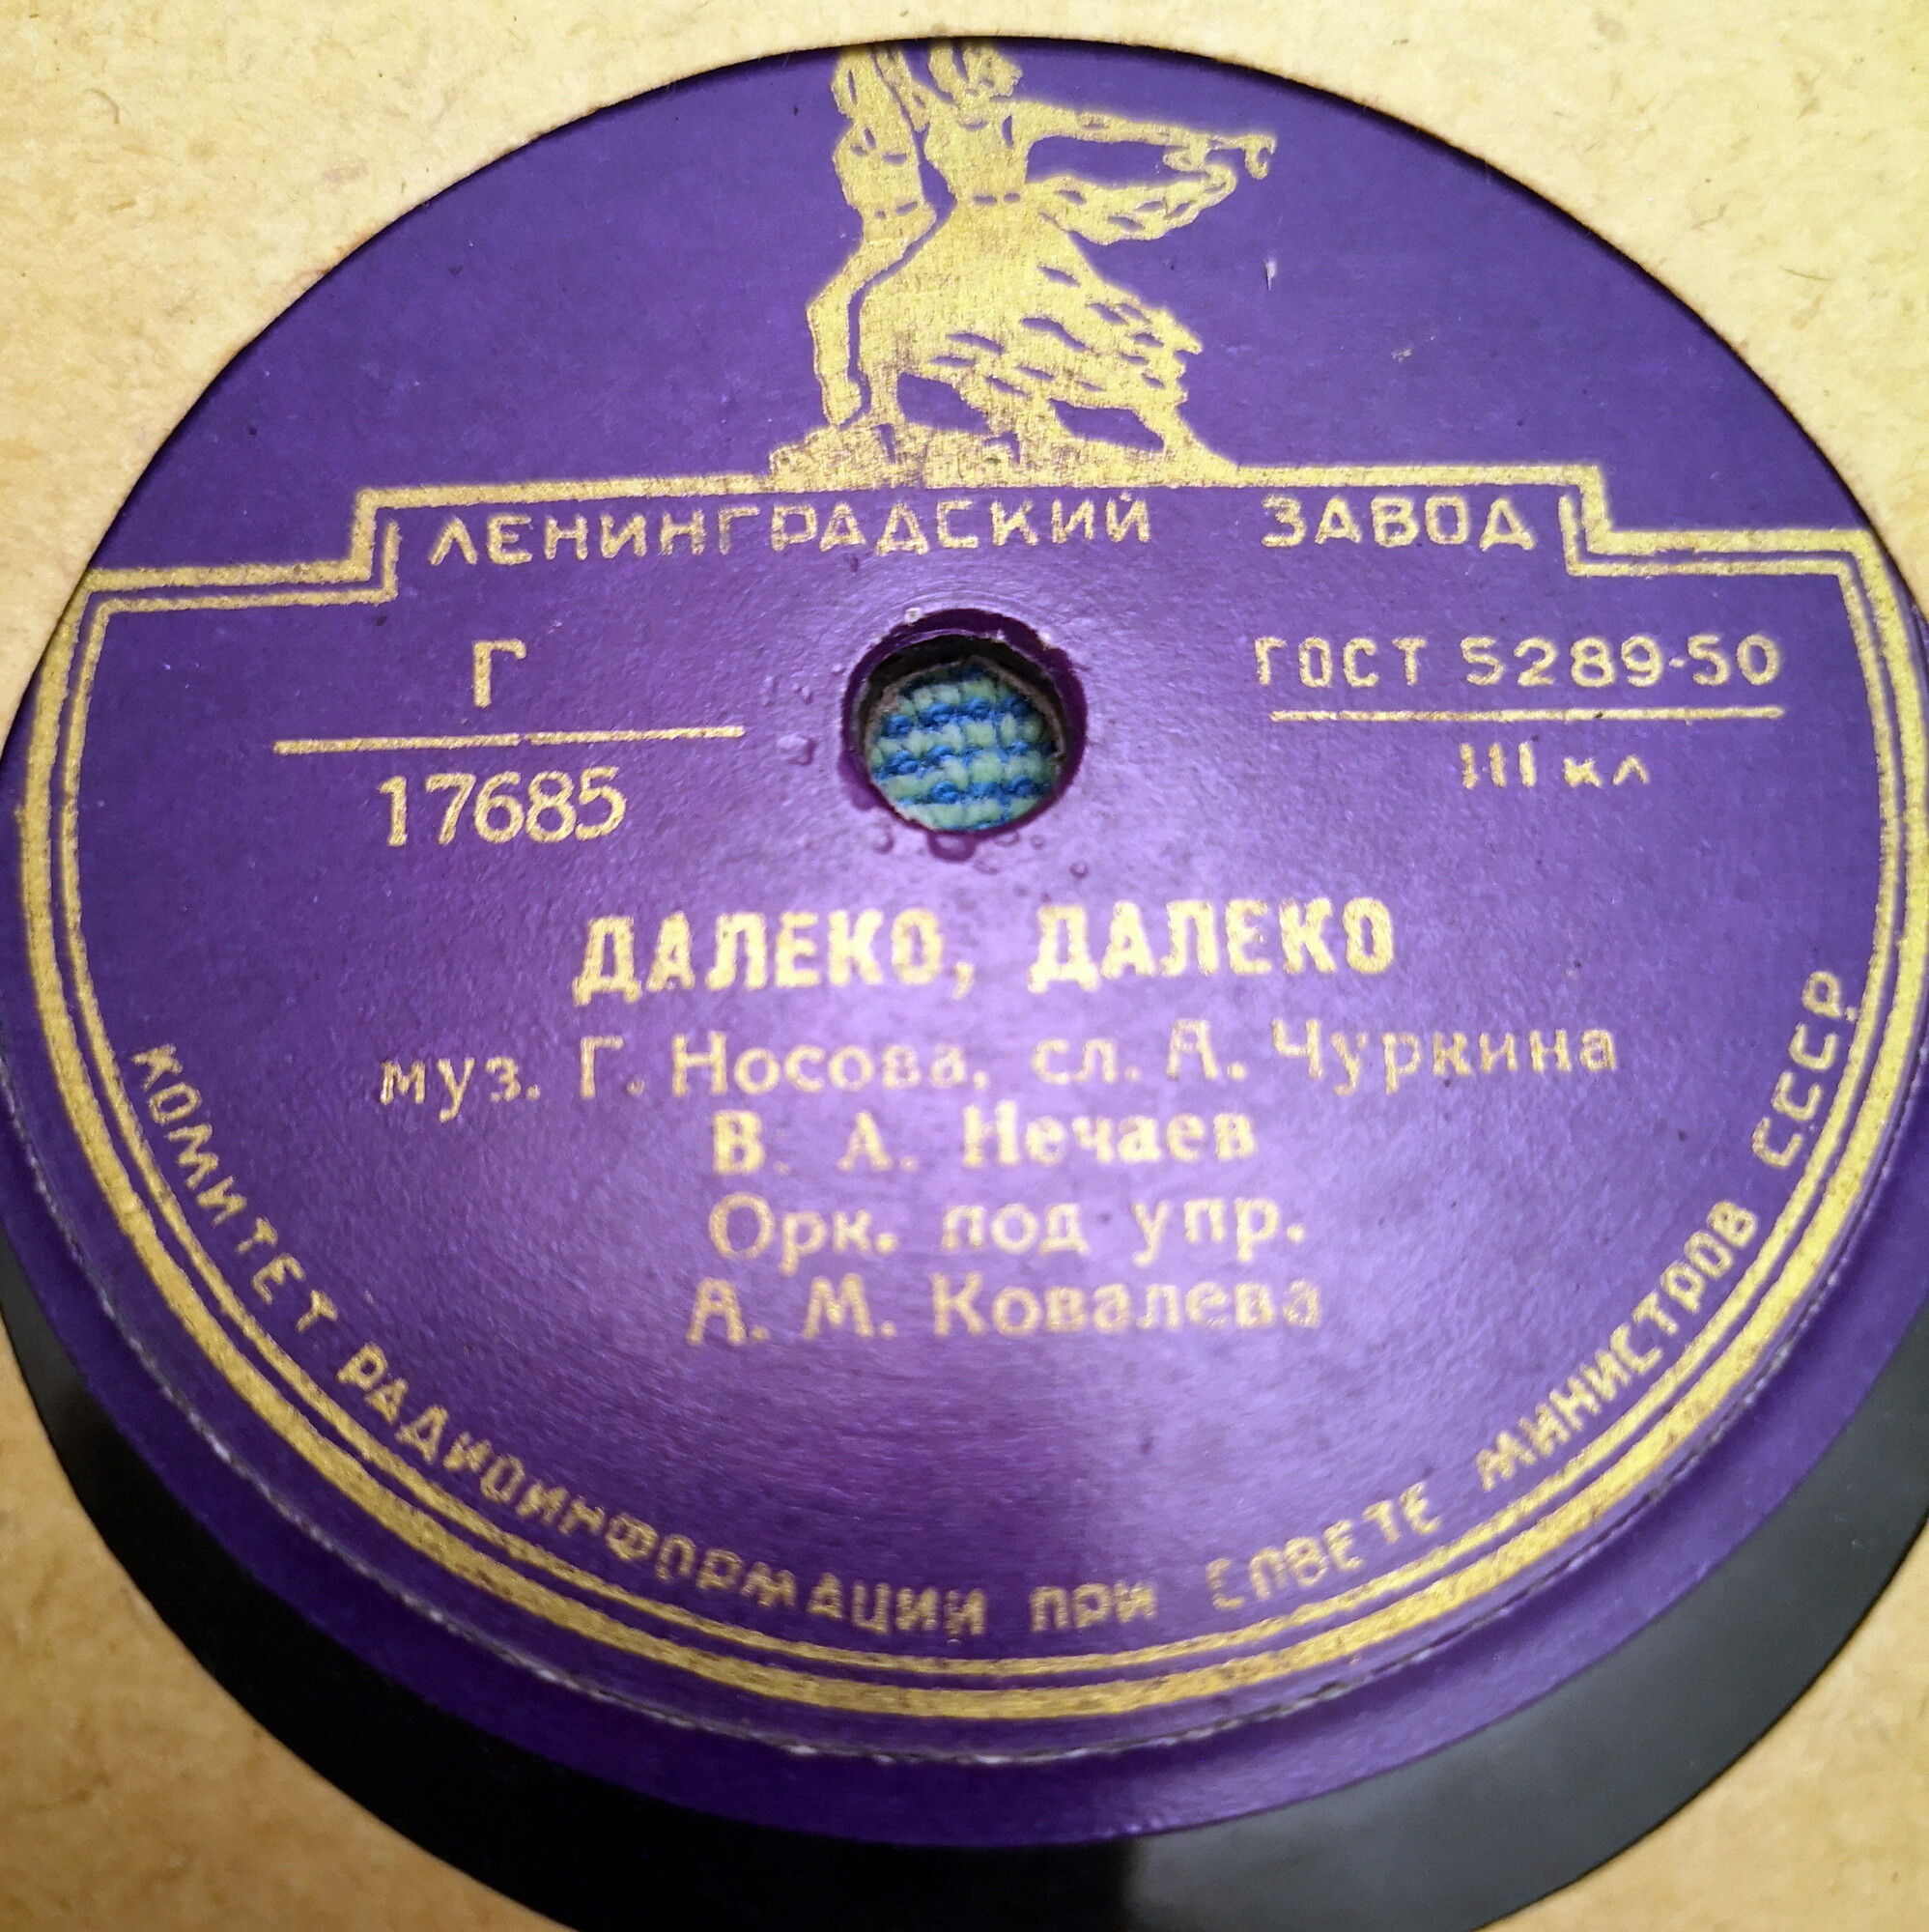 ЛЕНИНГРАДСКИЙ ЗАВОД
Г
17685
ГОСТ 5289-50
III кл
ДАЛЕКО, ДАЛЕКО
муз. Г. Носова, сл. А. Чуркина
В. А. Нечаев
Орк. под упр.
А. М. Ковалева
КОМИТЕТ РАДИОИНФОРМАЦИИ ПРИ СОВЕТЕ МИНИСТРОВ СССР